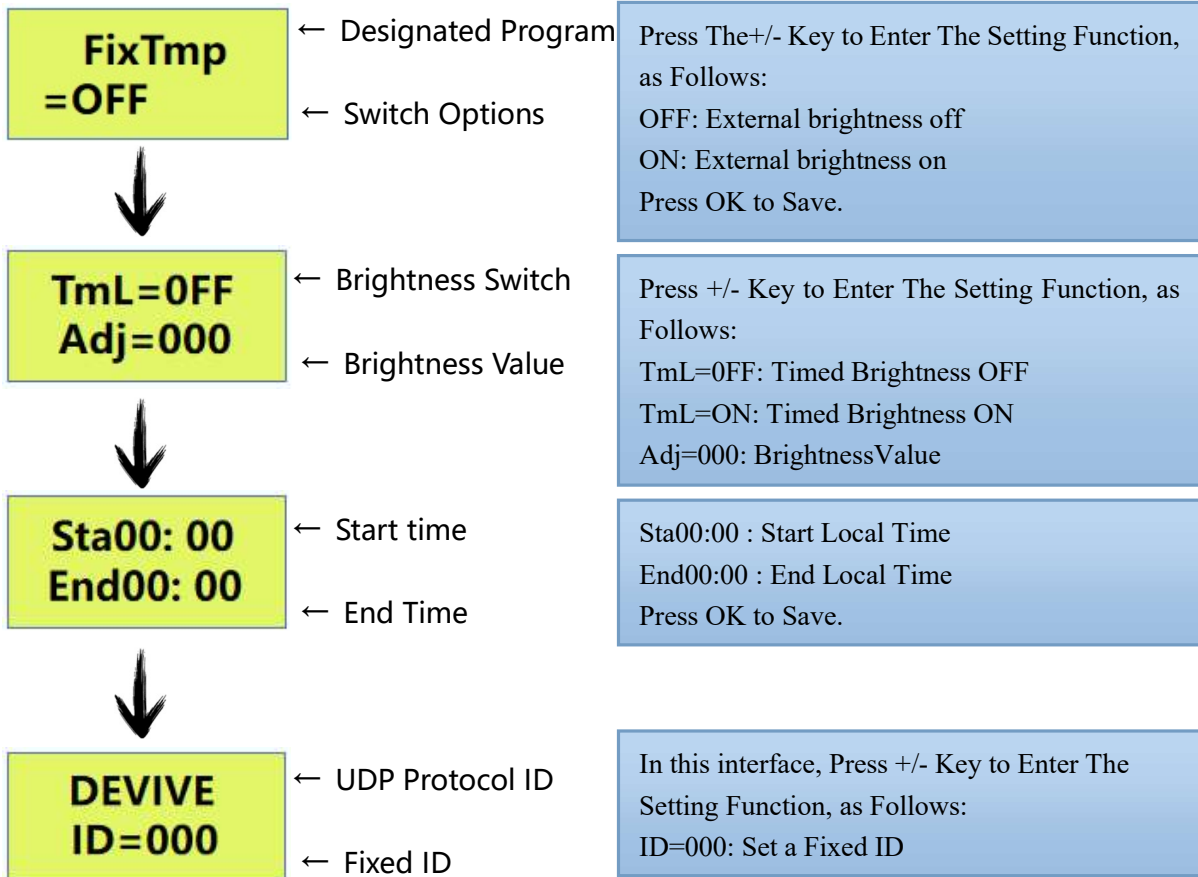 FixTmp
=OFF
← Designated Program
← Switch Options
Press The+/- Key to Enter The Setting Function,
as Follows:
OFF: External brightness off
ON: External brightness on
Press OK to Save.
TmL=0FF
Adj=000
← Brightness Switch
← Brightness Value
Press +/- Key to Enter The Setting Function, as
Follows:
TmL=0FF: Timed Brightness OFF
TmL=ON: Timed Brightness ON
Adj=000: BrightnessValue
Sta00: 00
End00: 00
← Start time
← End Time
Sta00:00 : Start Local Time
End00:00 : End Local Time
Press OK to Save.
DEVIVE
ID=000
← UDP Protocol ID
← Fixed ID
In this interface, Press +/- Key to Enter The
Setting Function, as Follows:
ID=000: Set a Fixed ID